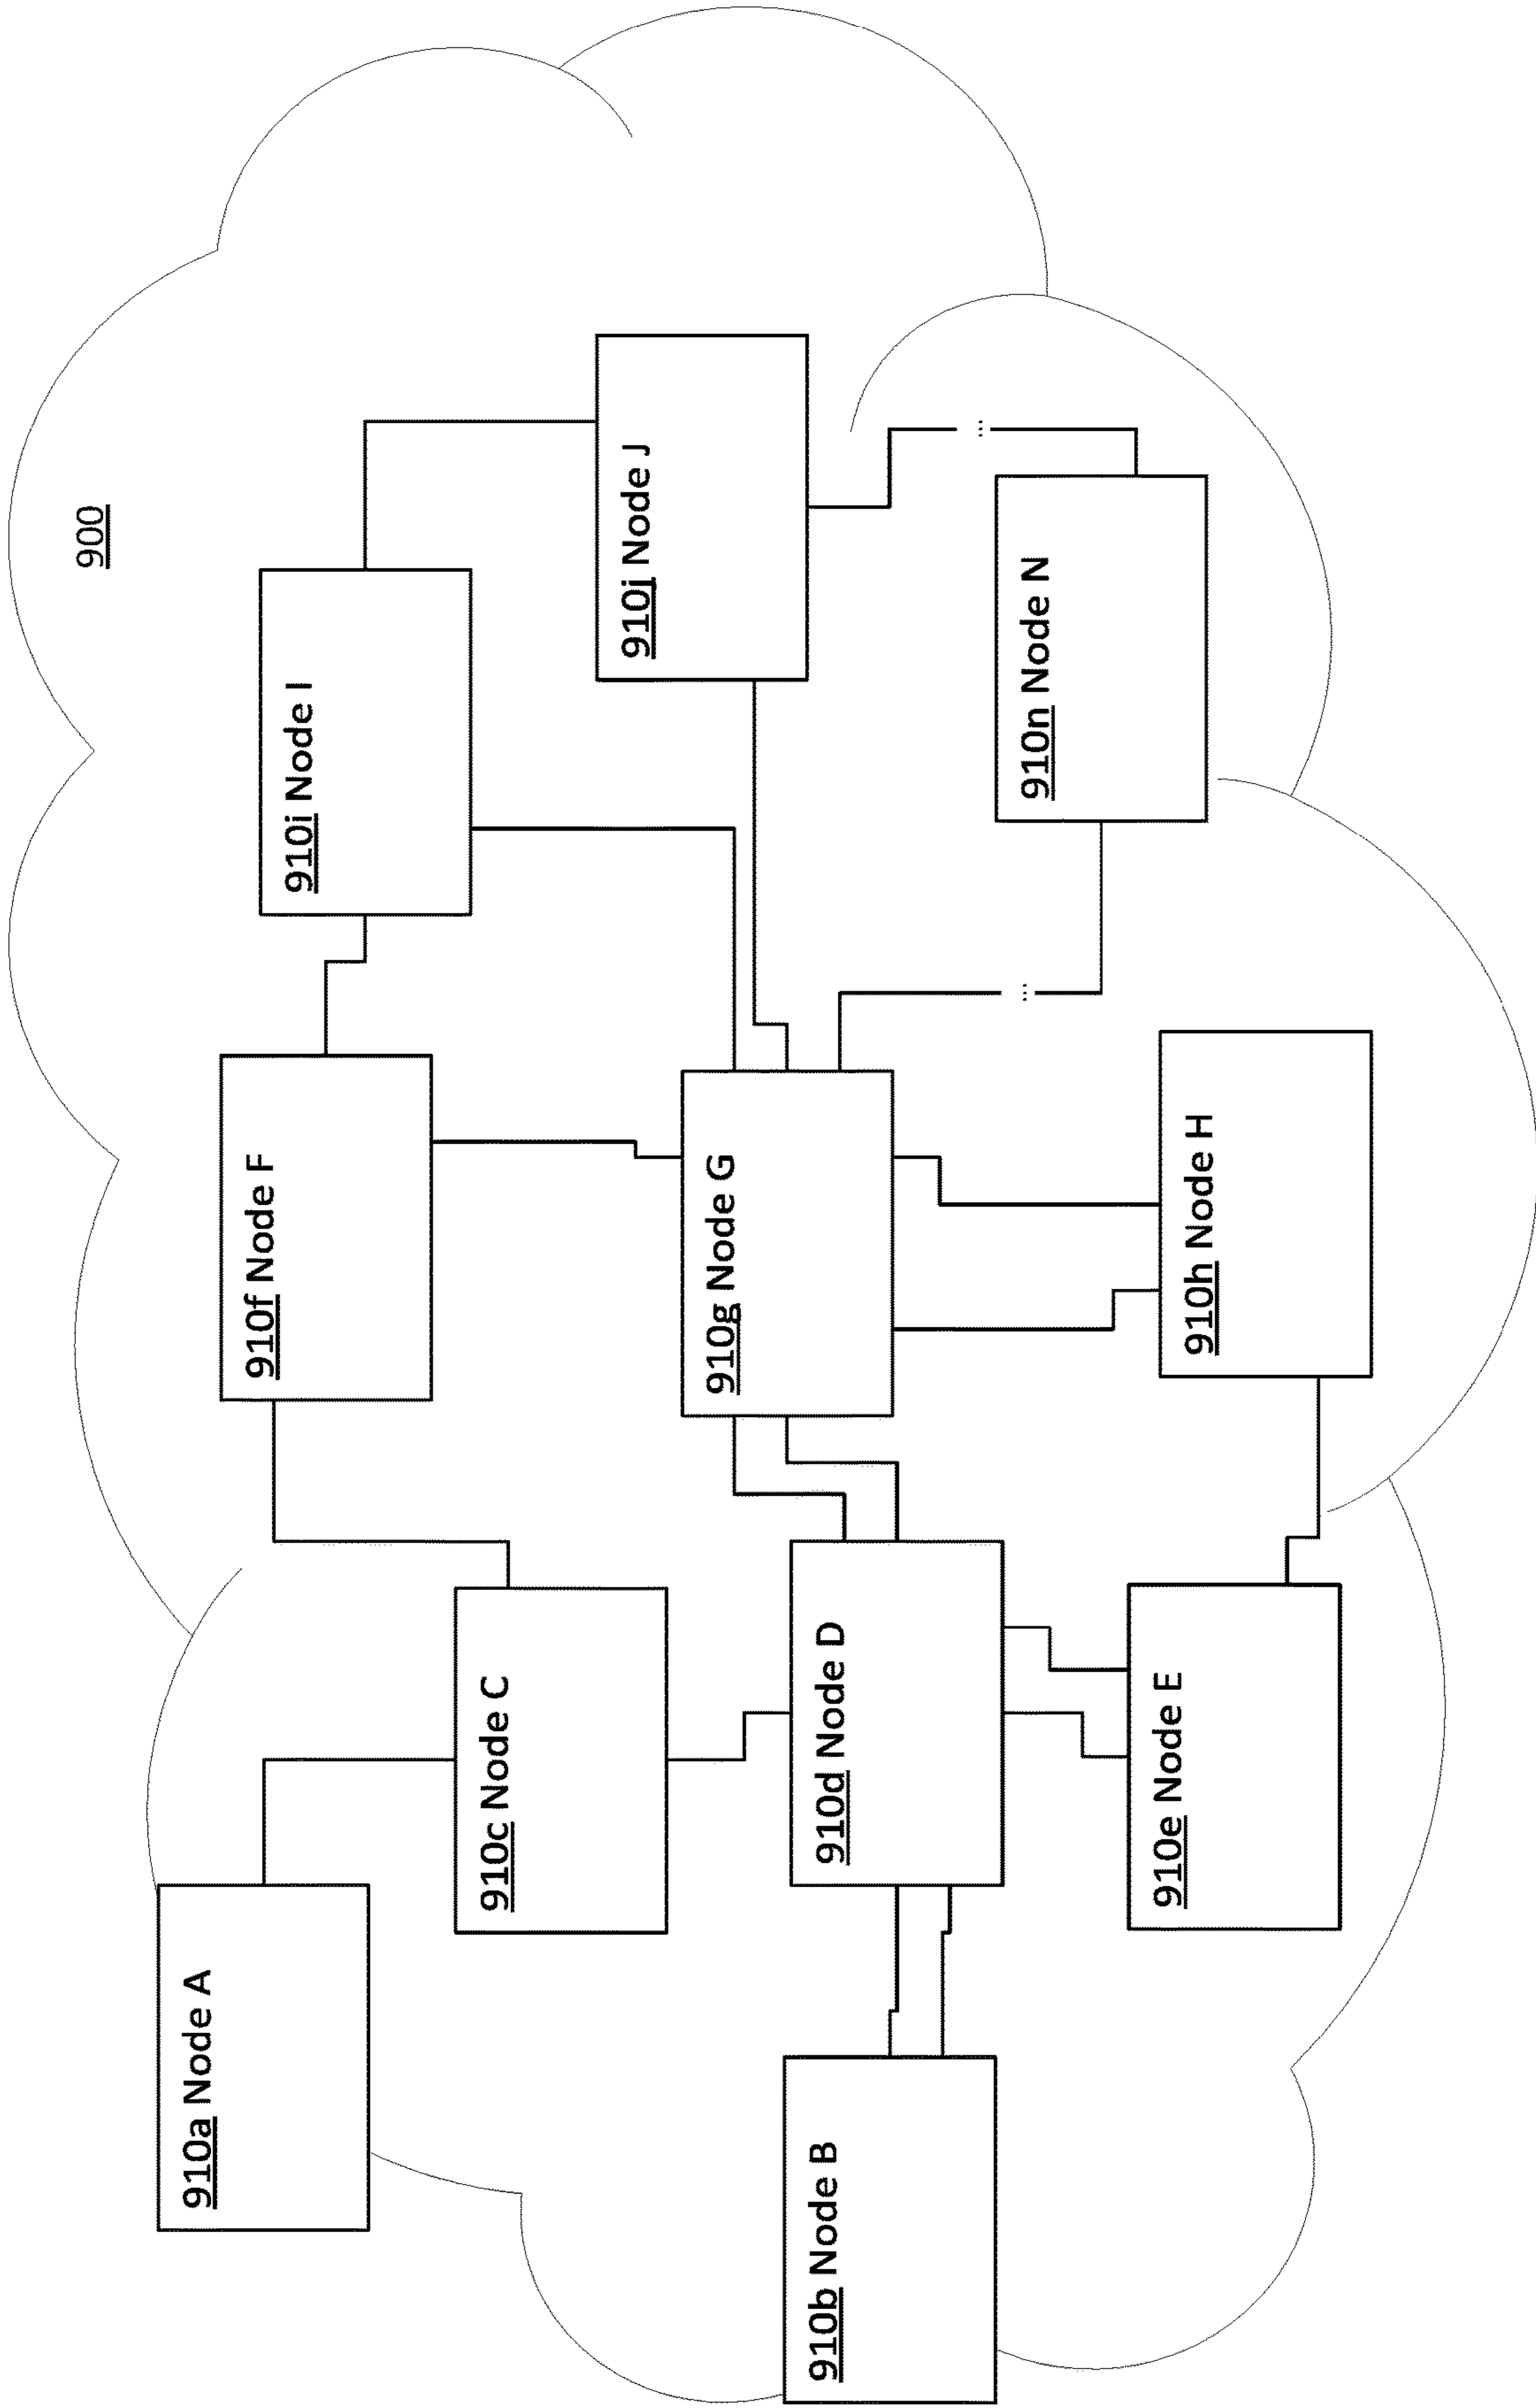 900
910a Node A
910b Node B
910c Node C
910d Node D
910e Node E
910f Node F
910g Node G
910h Node H
910i Node I
910j Node J
910n Node N
...
...